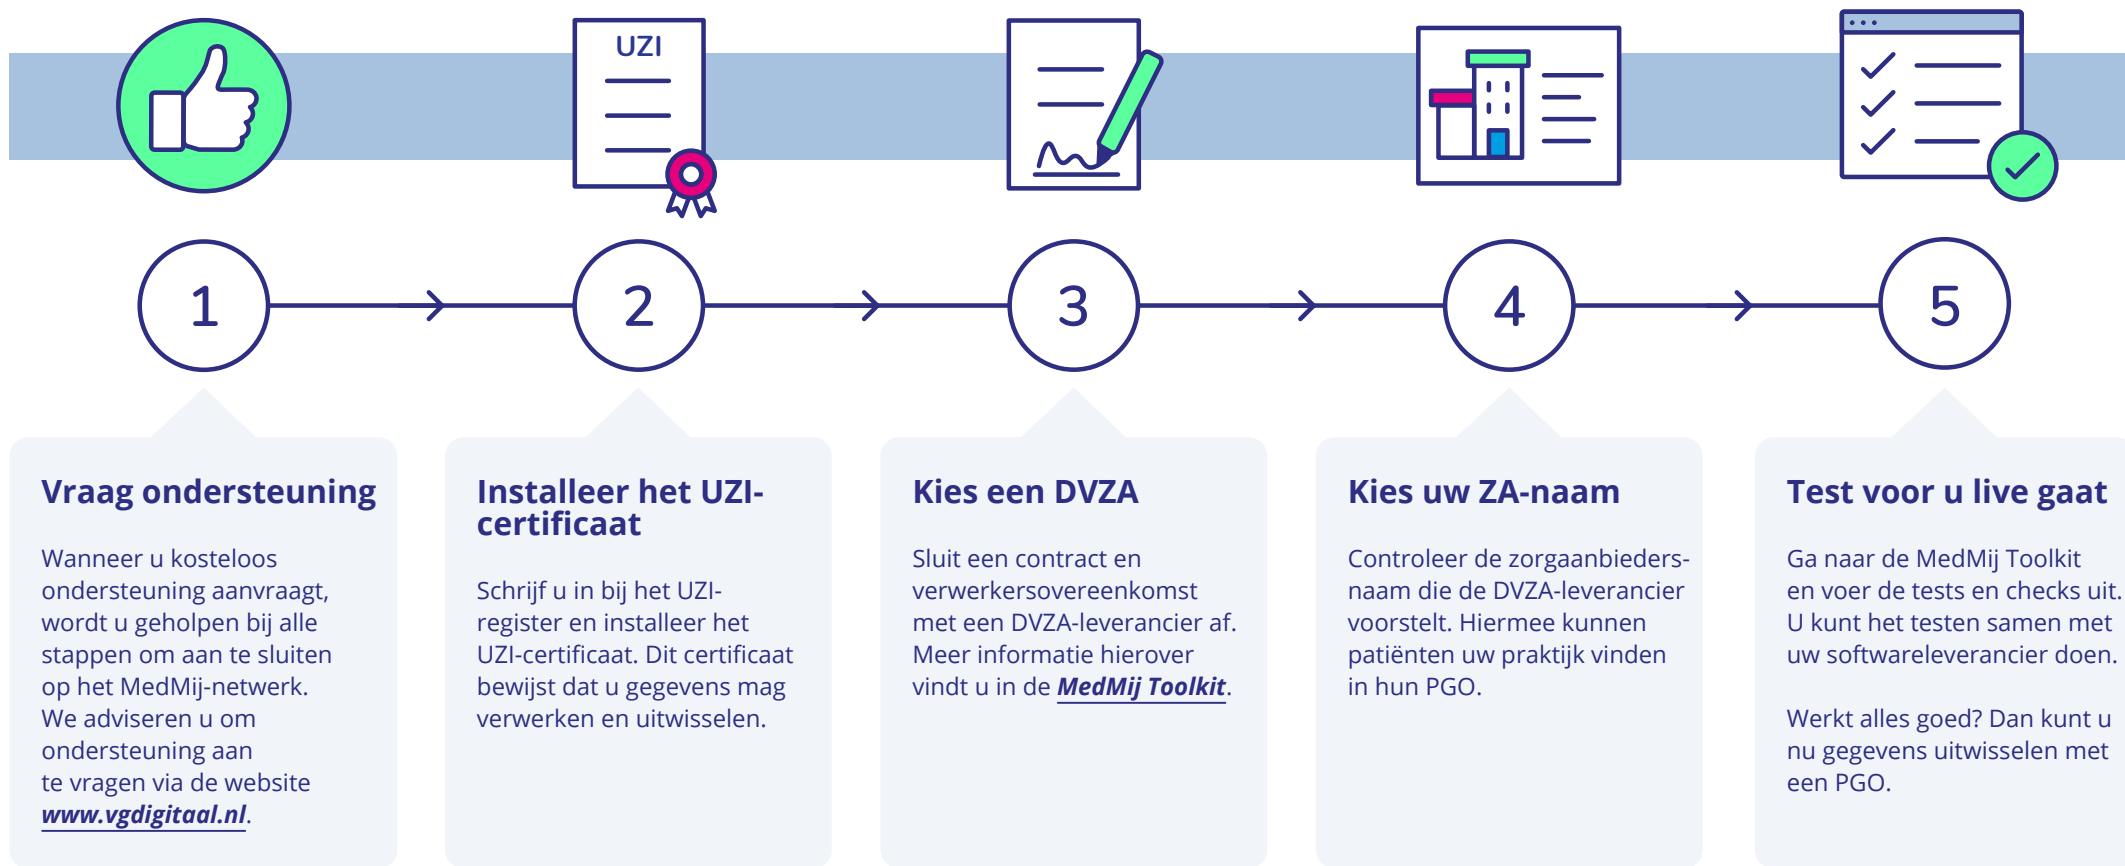 UZI
1
2
3
4
5
Vraag ondersteuning
Wanneer u kosteloos
ondersteuning aanvraagt,
wordt u geholpen bij alle
stappen om aan te sluiten
op het MedMij-netwerk.
We adviseren u om
ondersteuning aan
te vragen via de website
www.vgdigitaal.nl.
Installeer het UZI-
certificaat
Schrijf u in bij het UZI-
register en installeer het
UZI-certificaat. Dit certificaat
bewijst dat u gegevens mag
verwerken en uitwisselen.
Kies een DVZA
Sluit een contract en
verwerkersovereenkomst
met een DVZA-leverancier af.
Meer informatie hierover
vindt u in de MedMij Toolkit.
Kies uw ZA-naam
Controleer de zorgaanbieders-
naam die de DVZA-leverancier
voorstelt. Hiermee kunnen
patiënten uw praktijk vinden
in hun PGO.
Test voor u live gaat
Ga naar de MedMij Toolkit
en voer de tests en checks uit.
U kunt het testen samen met
uw softwareleverancier doen.
Werkt alles goed? Dan kunt u
nu gegevens uitwisselen met
een PGO.